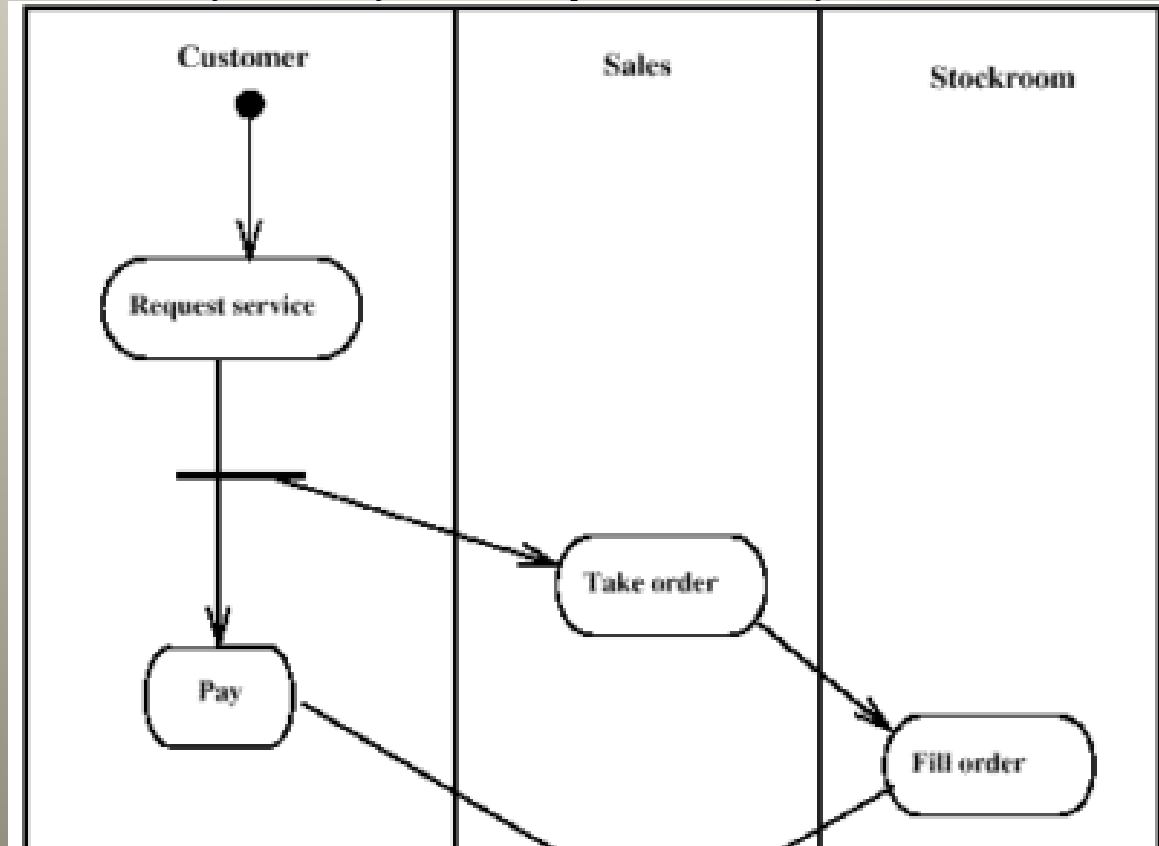 Customer
Sales
Stockroom
Request service
Take order
Pay
Fill order